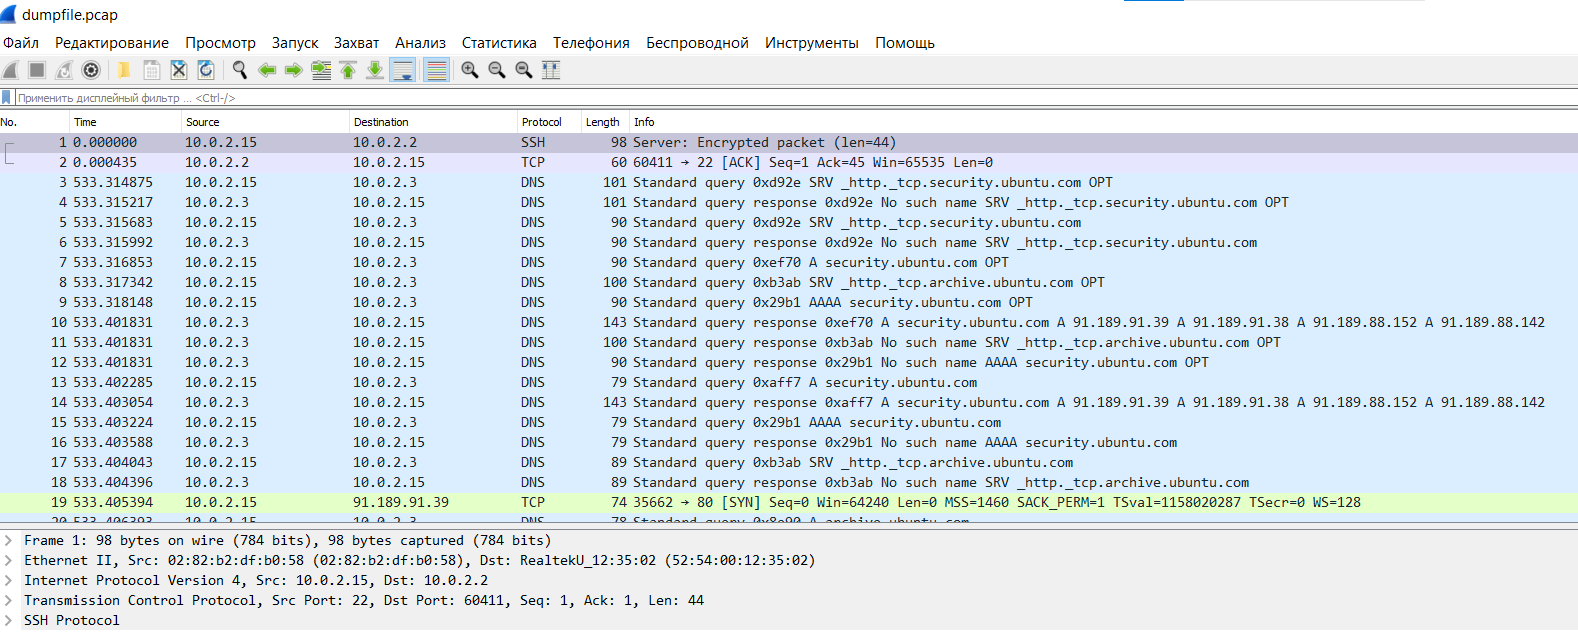 dumpfile.pcap
Файл Редактирование Просмотр Запуск Захват Анализ Статистика Телефония Беспроводной Инструменты Помощь
Применить дисплейный фильтр ... <Ctrl-/>
No. Time Source Destination Protocol Length Info
1 0.000000 10.0.2.15 10.0.2.2 SSH 98 Server: Encrypted packet (len=44)
2 0.000435 10.0.2.2 10.0.2.15 TCP 60 60411 → 22 [ACK] Seq=1 Ack=45 Win=65535 Len=0
3 533.314875 10.0.2.15 10.0.2.3 DNS 101 Standard query 0xd92e SRV _http._tcp.security.ubuntu.com OPT
4 533.315217 10.0.2.3 10.0.2.15 DNS 101 Standard query response 0xd92e No such name SRV _http._tcp.security.ubuntu.com OPT
5 533.315683 10.0.2.15 10.0.2.3 DNS 90 Standard query 0xd92e SRV _http._tcp.security.ubuntu.com
6 533.315992 10.0.2.3 10.0.2.15 DNS 90 Standard query response 0xd92e No such name SRV _http._tcp.security.ubuntu.com
7 533.316853 10.0.2.15 10.0.2.3 DNS 90 Standard query 0xef70 A security.ubuntu.com OPT
8 533.317342 10.0.2.15 10.0.2.3 DNS 100 Standard query 0xb3ab SRV _http._tcp.archive.ubuntu.com OPT
9 533.318148 10.0.2.15 10.0.2.3 DNS 90 Standard query 0x29b1 AAAA security.ubuntu.com OPT
10 533.401831 10.0.2.3 10.0.2.15 DNS 143 Standard query response 0xef70 A security.ubuntu.com A 91.189.91.39 A 91.189.91.38 A 91.189.88.152 A 91.189.88.142
11 533.401831 10.0.2.3 10.0.2.15 DNS 100 Standard query response 0xb3ab No such name SRV _http._tcp.archive.ubuntu.com OPT
12 533.401831 10.0.2.3 10.0.2.15 DNS 90 Standard query response 0x29b1 No such name AAAA security.ubuntu.com OPT
13 533.402285 10.0.2.15 10.0.2.3 DNS 79 Standard query 0xaff7 A security.ubuntu.com
14 533.403054 10.0.2.3 10.0.2.15 DNS 143 Standard query response 0xaff7 A security.ubuntu.com A 91.189.91.39 A 91.189.91.38 A 91.189.88.152 A 91.189.88.142
15 533.403224 10.0.2.15 10.0.2.3 DNS 79 Standard query 0x29b1 AAAA security.ubuntu.com
16 533.403588 10.0.2.3 10.0.2.15 DNS 79 Standard query response 0x29b1 No such name AAAA security.ubuntu.com
17 533.404043 10.0.2.15 10.0.2.3 DNS 89 Standard query 0xb3ab SRV _http._tcp.archive.ubuntu.com
18 533.404396 10.0.2.3 10.0.2.15 DNS 89 Standard query response 0xb3ab No such name SRV _http._tcp.archive.ubuntu.com
19 533.405394 10.0.2.15 91.189.91.39 TCP 74 35662 → 80 [SYN] Seq=0 Win=64240 Len=0 MSS=1460 SACK_PERM=1 TSval=1158020287 TSecr=0 WS=128
Frame 1: 98 bytes on wire (784 bits), 98 bytes captured (784 bits)
Ethernet II, Src: 02:82:b2:df:b0:58 (02:82:b2:df:b0:58), Dst: RealtekU_12:35:02 (52:54:00:12:35:02)
Internet Protocol Version 4, Src: 10.0.2.15, Dst: 10.0.2.2
Transmission Control Protocol, Src Port: 22, Dst Port: 60411, Seq: 1, Ack: 1, Len: 44
SSH Protocol